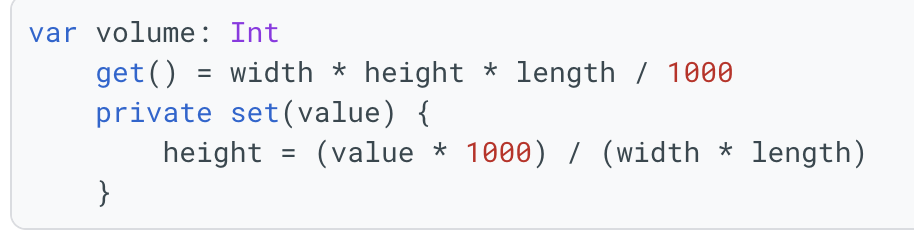 var volume: Int
    get() = width * height * length / 1000
    private set(value) {
        height = (value * 1000) / (width * length)
    }